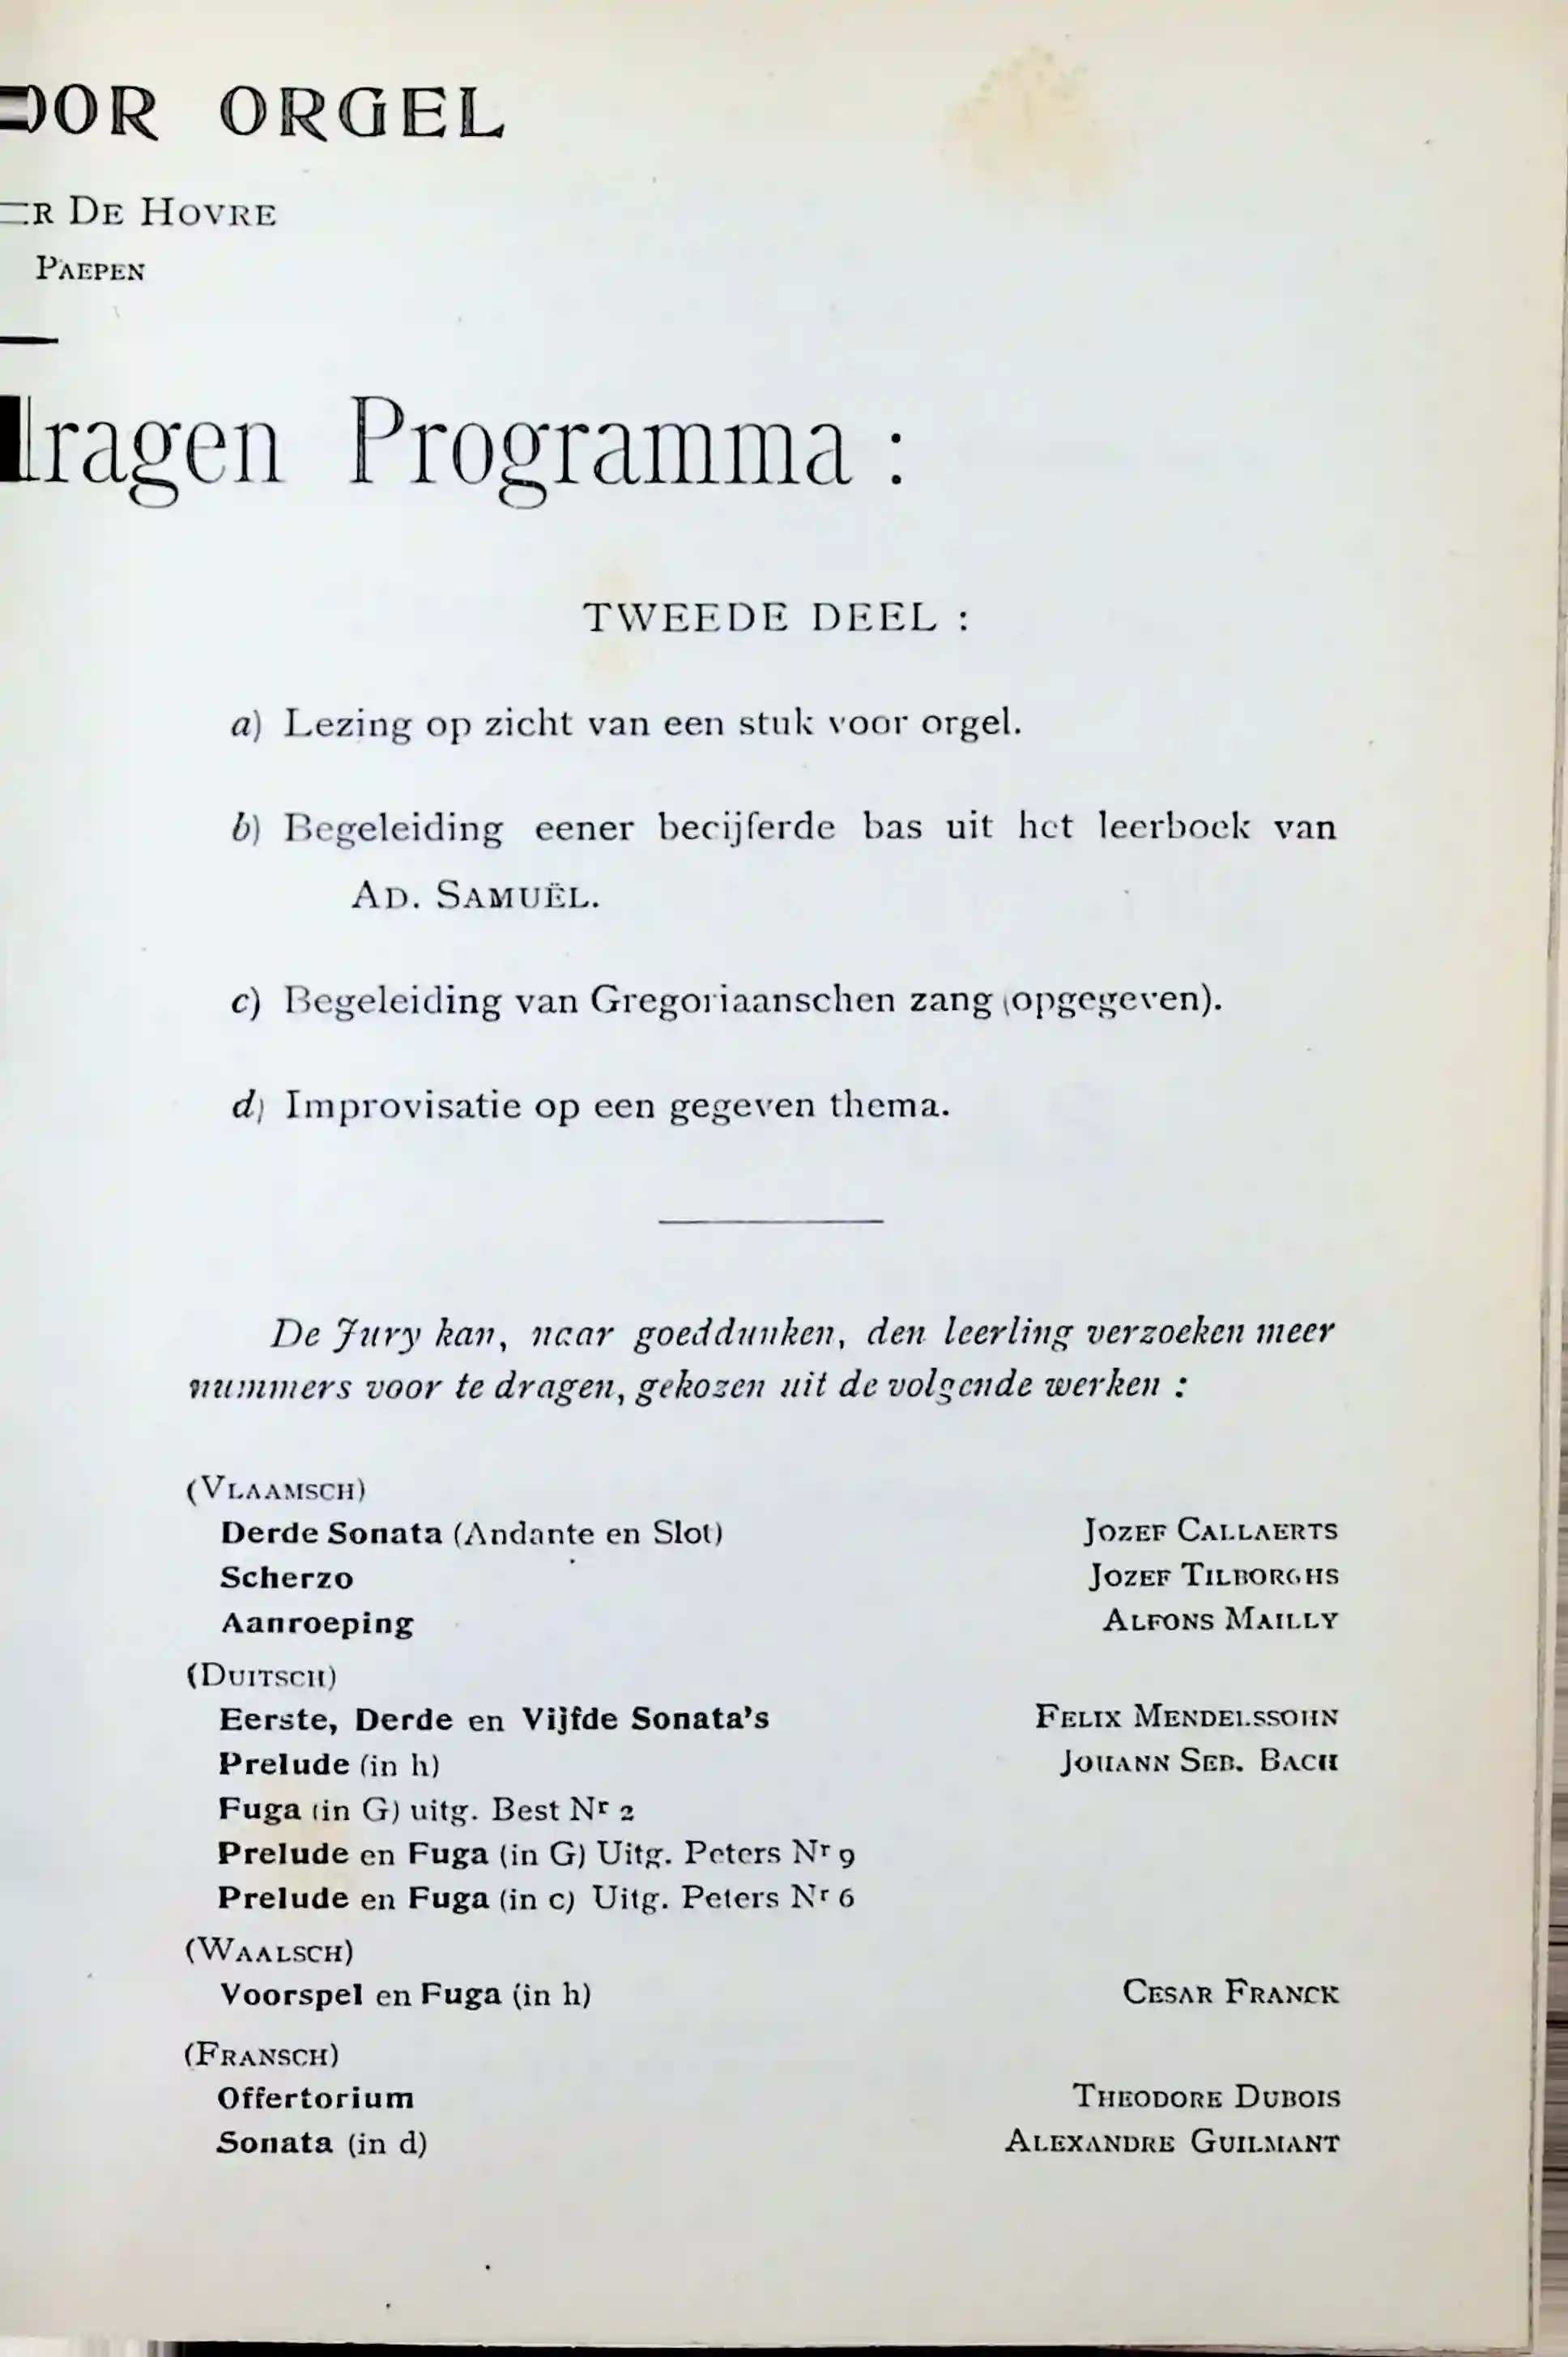 OOR ORGEL
R DE HOVRE
PAEPEN
dragen Programma :
TWEEDE DEEL :
a) Lezing op zicht van een stuk voor orgel.
b) Begeleiding eener becijferde bas uit het leerboek van
AD. SAMUËL.
c) Begeleiding van Gregoriaanschen zang (opgegeven).
d) Improvisatie op een gegeven thema.
De Jury kan, naar goeddunken, den leerling verzoeken meer
nummers voor te dragen, gekozen uit de volgende werken :
(VLAAMSCH)
Derde Sonata (Andante en Slot) JOZEF CALLAERTS
Scherzo JOZEF TILBORGHS
Aanroeping ALFONS MAILLY
(DUITSCH)
Eerste, Derde en Vijfde Sonata's FELIX MENDELSSOHN
Prelude (in h) JOHANN SEB. BACH
Fuga (in G) uitg. Best Nr 2
Prelude en Fuga (in G) Uitg. Peters Nr 9
Prelude en Fuga (in c) Uitg. Peters Nr 6
(WAALSCH)
Voorspel en Fuga (in h) CESAR FRANCK
(FRANSCH)
Offertorium THEODORE DUBOIS
Sonata (in d) ALEXANDRE GUILMANT